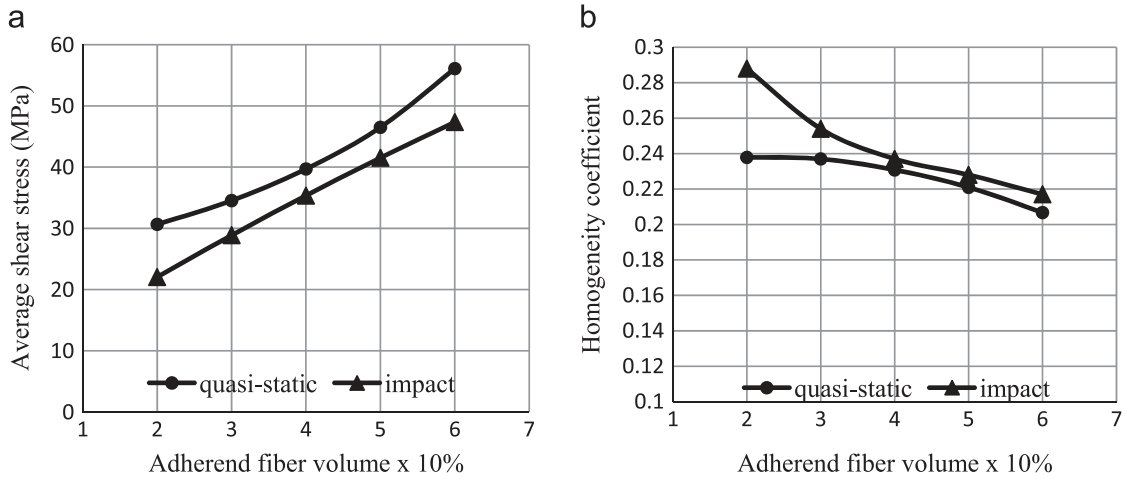 a
Average shear stress (MPa)
60
50
40
30
20
10
0
quasi-static
impact
1 2 3 4 5 6 7
Adherend fiber volume x 10%
b
Homogeneity coefficient
0.3
0.28
0.26
0.24
0.22
0.2
0.18
0.16
0.14
0.12
0.1
quasi-static
impact
1 2 3 4 5 6 7
Adherend fiber volume x 10%